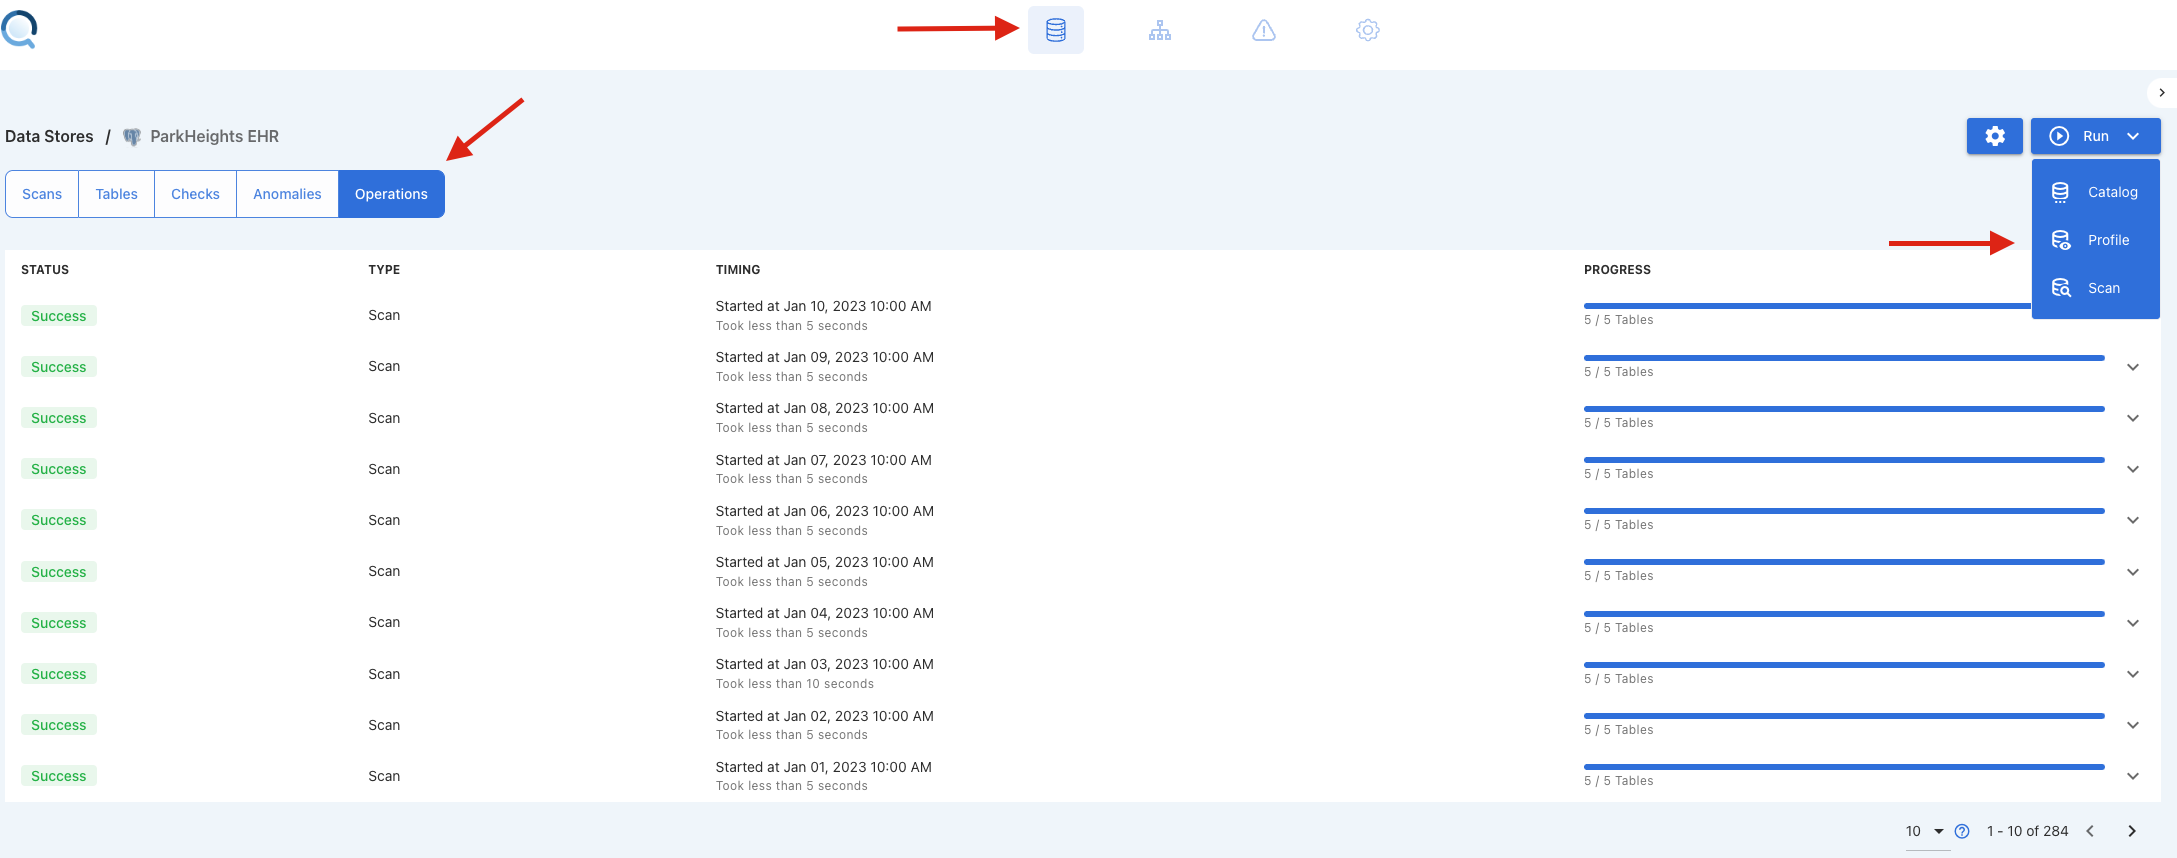 Data Stores / ParkHeights EHR
Run
Catalog
Profile
Scan
Scans Tables Checks Anomalies Operations
STATUS TYPE TIMING PROGRESS
Success Scan Started at Jan 10, 2023 10:00 AM
Took less than 5 seconds 5 / 5 Tables
Success Scan Started at Jan 09, 2023 10:00 AM
Took less than 5 seconds 5 / 5 Tables
Success Scan Started at Jan 08, 2023 10:00 AM
Took less than 5 seconds 5 / 5 Tables
Success Scan Started at Jan 07, 2023 10:00 AM
Took less than 5 seconds 5 / 5 Tables
Success Scan Started at Jan 06, 2023 10:00 AM
Took less than 5 seconds 5 / 5 Tables
Success Scan Started at Jan 05, 2023 10:00 AM
Took less than 5 seconds 5 / 5 Tables
Success Scan Started at Jan 04, 2023 10:00 AM
Took less than 5 seconds 5 / 5 Tables
Success Scan Started at Jan 03, 2023 10:00 AM
Took less than 10 seconds 5 / 5 Tables
Success Scan Started at Jan 02, 2023 10:00 AM
Took less than 5 seconds 5 / 5 Tables
Success Scan Started at Jan 01, 2023 10:00 AM
Took less than 5 seconds 5 / 5 Tables
10 1 - 10 of 284